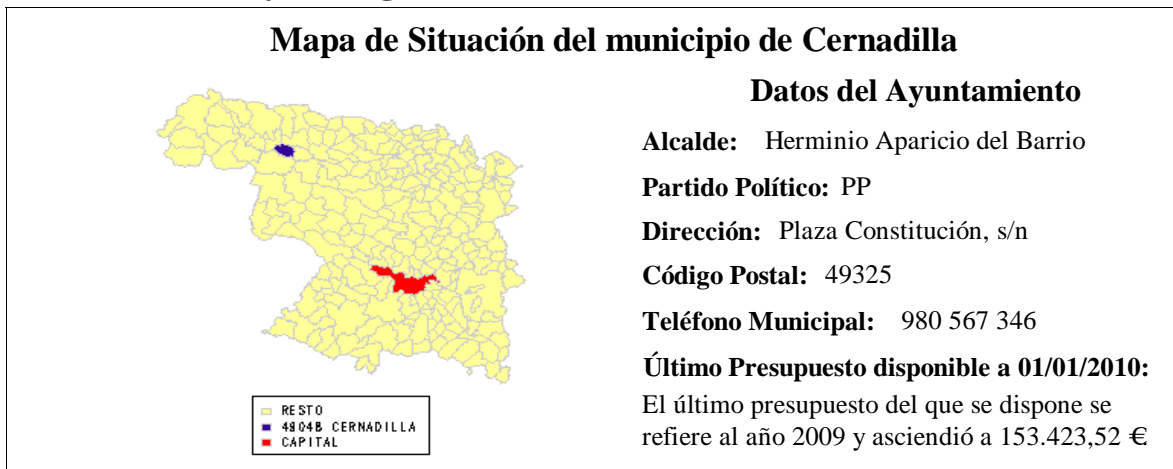 Mapa de Situación del municipio de Cernadilla
Datos del Ayuntamiento
Alcalde: Herminio Aparicio del Barrio
Partido Político: PP
Dirección: Plaza Constitución, s/n
Código Postal: 49325
Teléfono Municipal: 980 567 346
Último Presupuesto disponible a 01/01/2010:
El último presupuesto del que se dispone se
refiere al año 2009 y asciendió a 153.423,52 €
RESTO
49048 CERNADILLA
CAPITAL